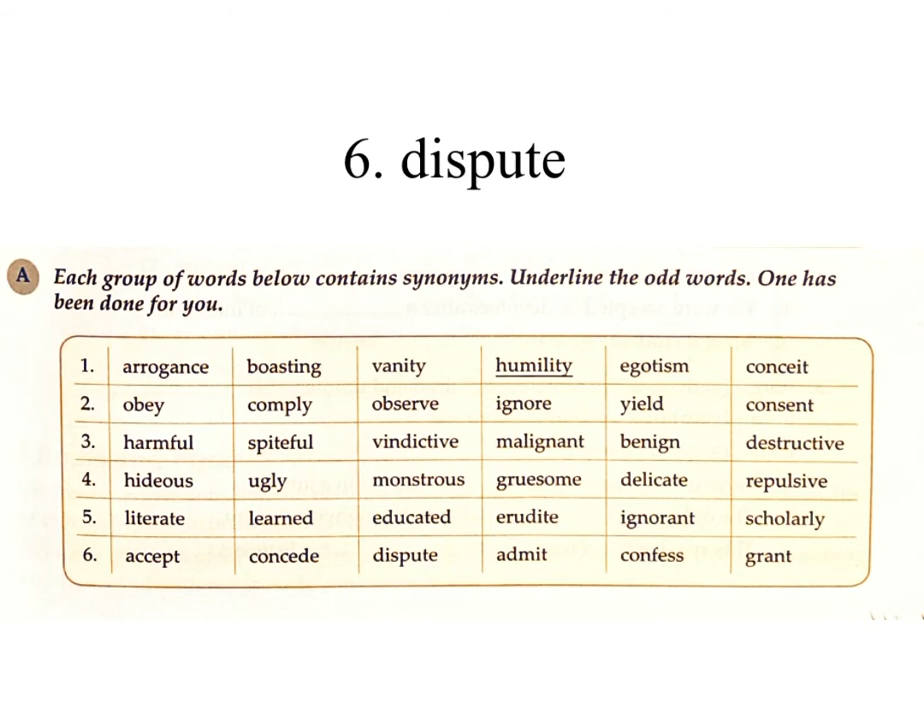 6. dispute
A Each group of words below contains synonyms. Underline the odd words. One has
been done for you.
1. arrogance boasting vanity humility egotism conceit
2. obey comply observe ignore yield consent
3. harmful spiteful vindictive malignant benign destructive
4. hideous ugly monstrous gruesome delicate repulsive
5. literate learned educated erudite ignorant scholarly
6. accept concede dispute admit confess grant